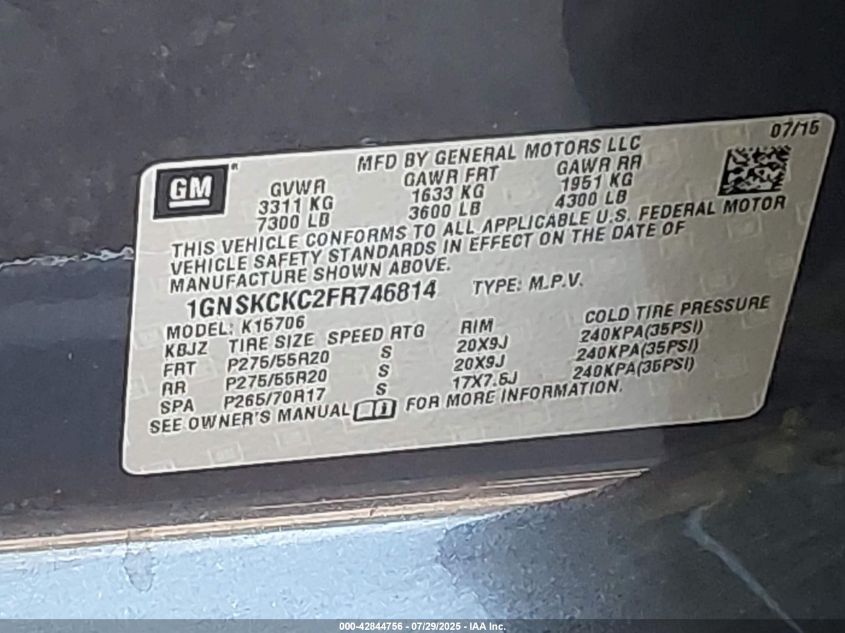 07/15
MFD BY GENERAL MOTORS LLC
GM
GVWR GAWR FRT GAWR RR
3311 KG 1633 KG 1951 KG
7300 LB 3600 LB 4300 LB
THIS VEHICLE CONFORMS TO ALL APPLICABLE U.S. FEDERAL MOTOR
VEHICLE SAFETY STANDARDS IN EFFECT ON THE DATE OF
MANUFACTURE SHOWN ABOVE.
1GNSKCKC2FR746814 TYPE: M.P.V.
MODEL: K15706
KBJZ TIRE SIZE SPEED RTG RIM COLD TIRE PRESSURE
FRT P275/55R20 S 20X9J 240KPA(35PSI)
RR P275/55R20 S 20X9J 240KPA(35PSI)
SPA P265/70R17 S 17X7.5J 240KPA(35PSI)
SEE OWNER'S MANUAL FOR MORE INFORMATION.
000-42844756 - 07/29/2025 - IAA Inc.